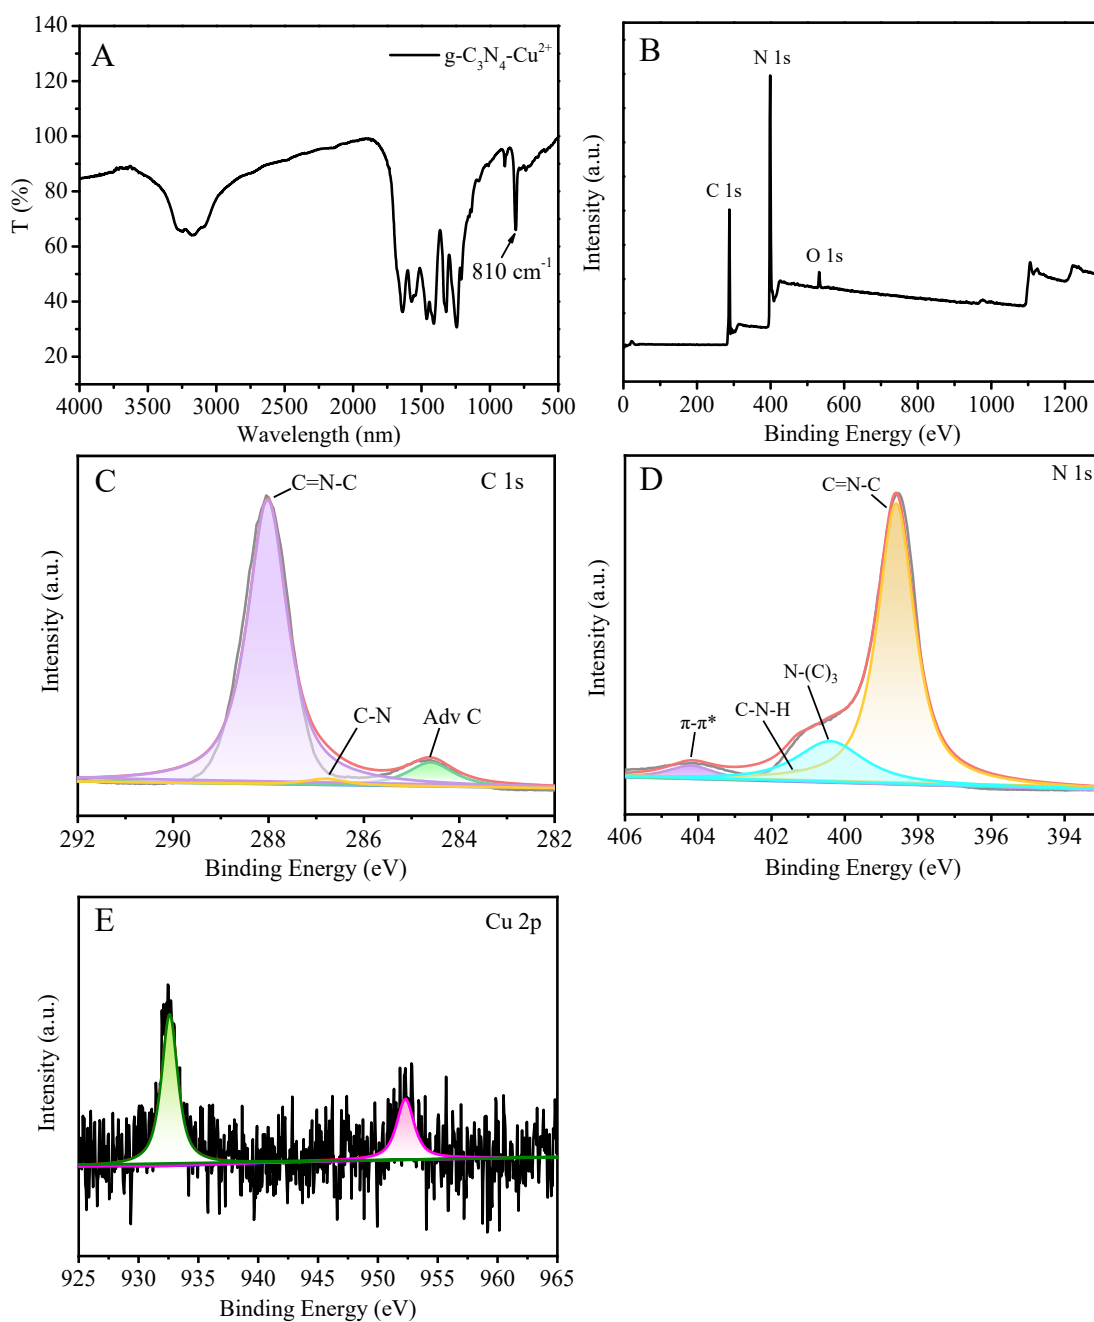 A
g-C₃N₄-Cu²⁺
140
120
100
80
60
40
20
T (%)
810 cm⁻¹
4000 3500 3000 2500 2000 1500 1000 500
Wavelength (nm)
B
N 1s
C 1s
O 1s
Intensity (a.u.)
0 200 400 600 800 1000 1200
Binding Energy (eV)
C
C=N-C
C 1s
C-N
Adv C
Intensity (a.u.)
292 290 288 286 284 282
Binding Energy (eV)
D
C=N-C
N 1s
N-(C)₃
C-N-H
π-π*
Intensity (a.u.)
406 404 402 400 398 396 394
Binding Energy (eV)
E
Cu 2p
Intensity (a.u.)
925 930 935 940 945 950 955 960 965
Binding Energy (eV)